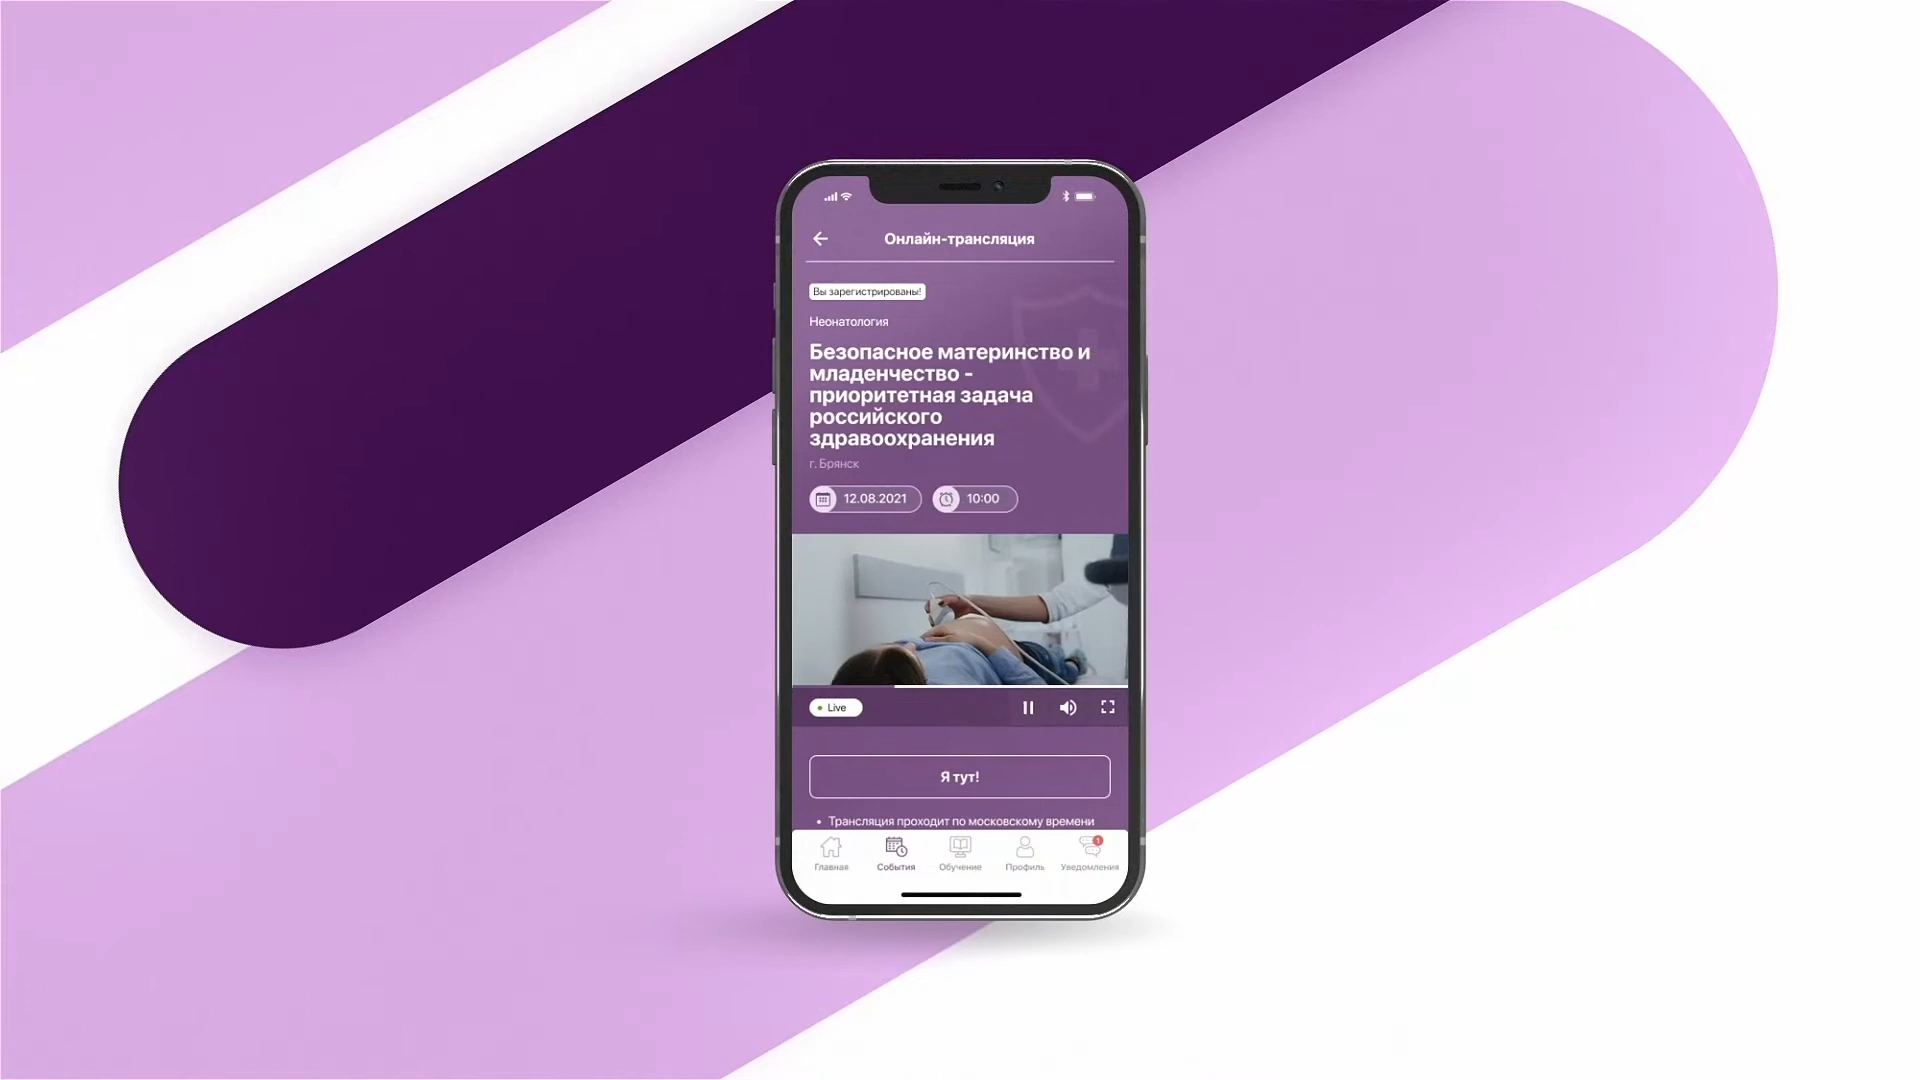 Онлайн-трансляция
Вы зарегистрированы!
Неонатология
Безопасное материнство и
младенчество -
приоритетная задача
российского
здравоохранения
г. Брянск
12.08.2021 10:00
Live
Я тут!
• Трансляция проходит по московскому времени
1
Главная События Обучение Профиль Уведомления